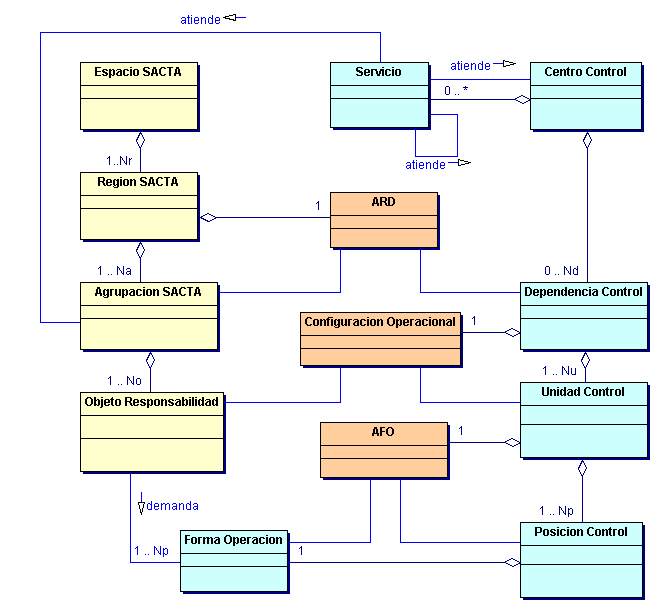 atiende
Espacio SACTA
Servicio
atiende
Centro Control
0 .. *
1..Nr
atiende
Region SACTA
1
ARD
1 .. Na
0 .. Nd
Agrupacion SACTA
Dependencia Control
Configuracion Operacional
1
1 .. No
1 .. Nu
Objeto Responsabilidad
Unidad Control
AFO
1
demanda
1 .. Np
Forma Operacion
1 .. Np
1
Posicion Control